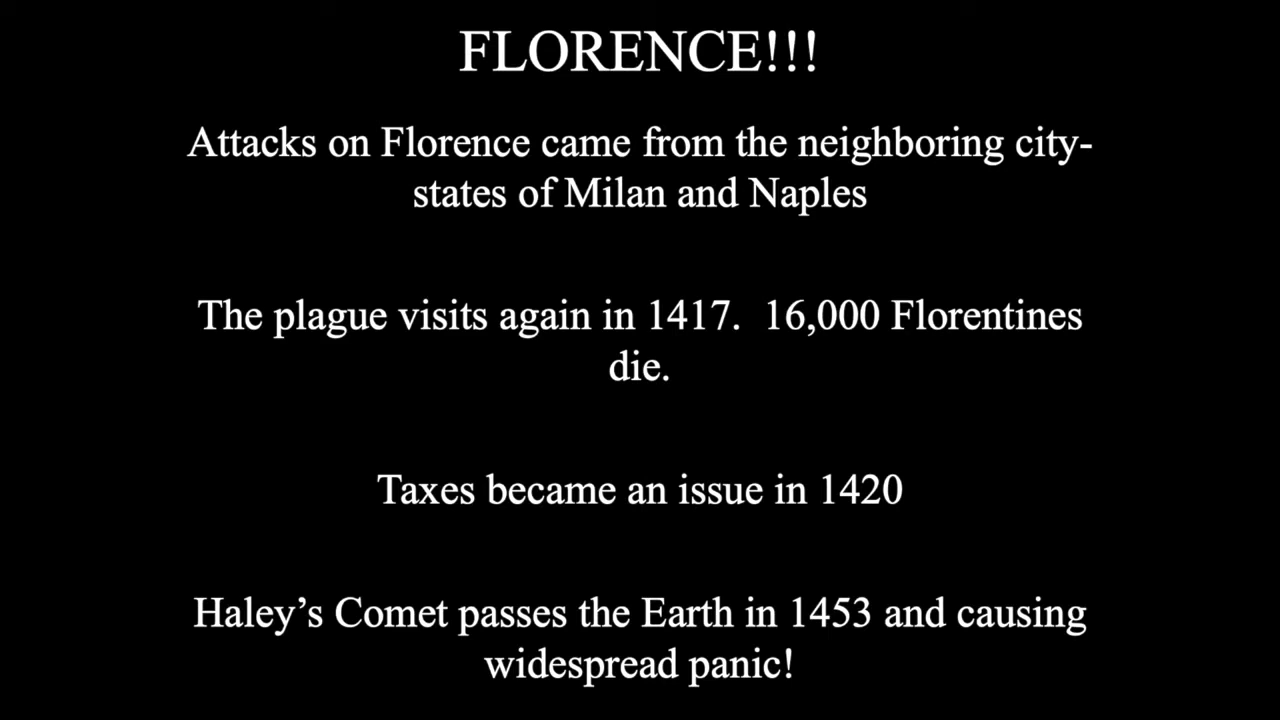 FLORENCE!!!
Attacks on Florence came from the neighboring city-
states of Milan and Naples
The plague visits again in 1417.  16,000 Florentines
die.
Taxes became an issue in 1420
Haley’s Comet passes the Earth in 1453 and causing
widespread panic!